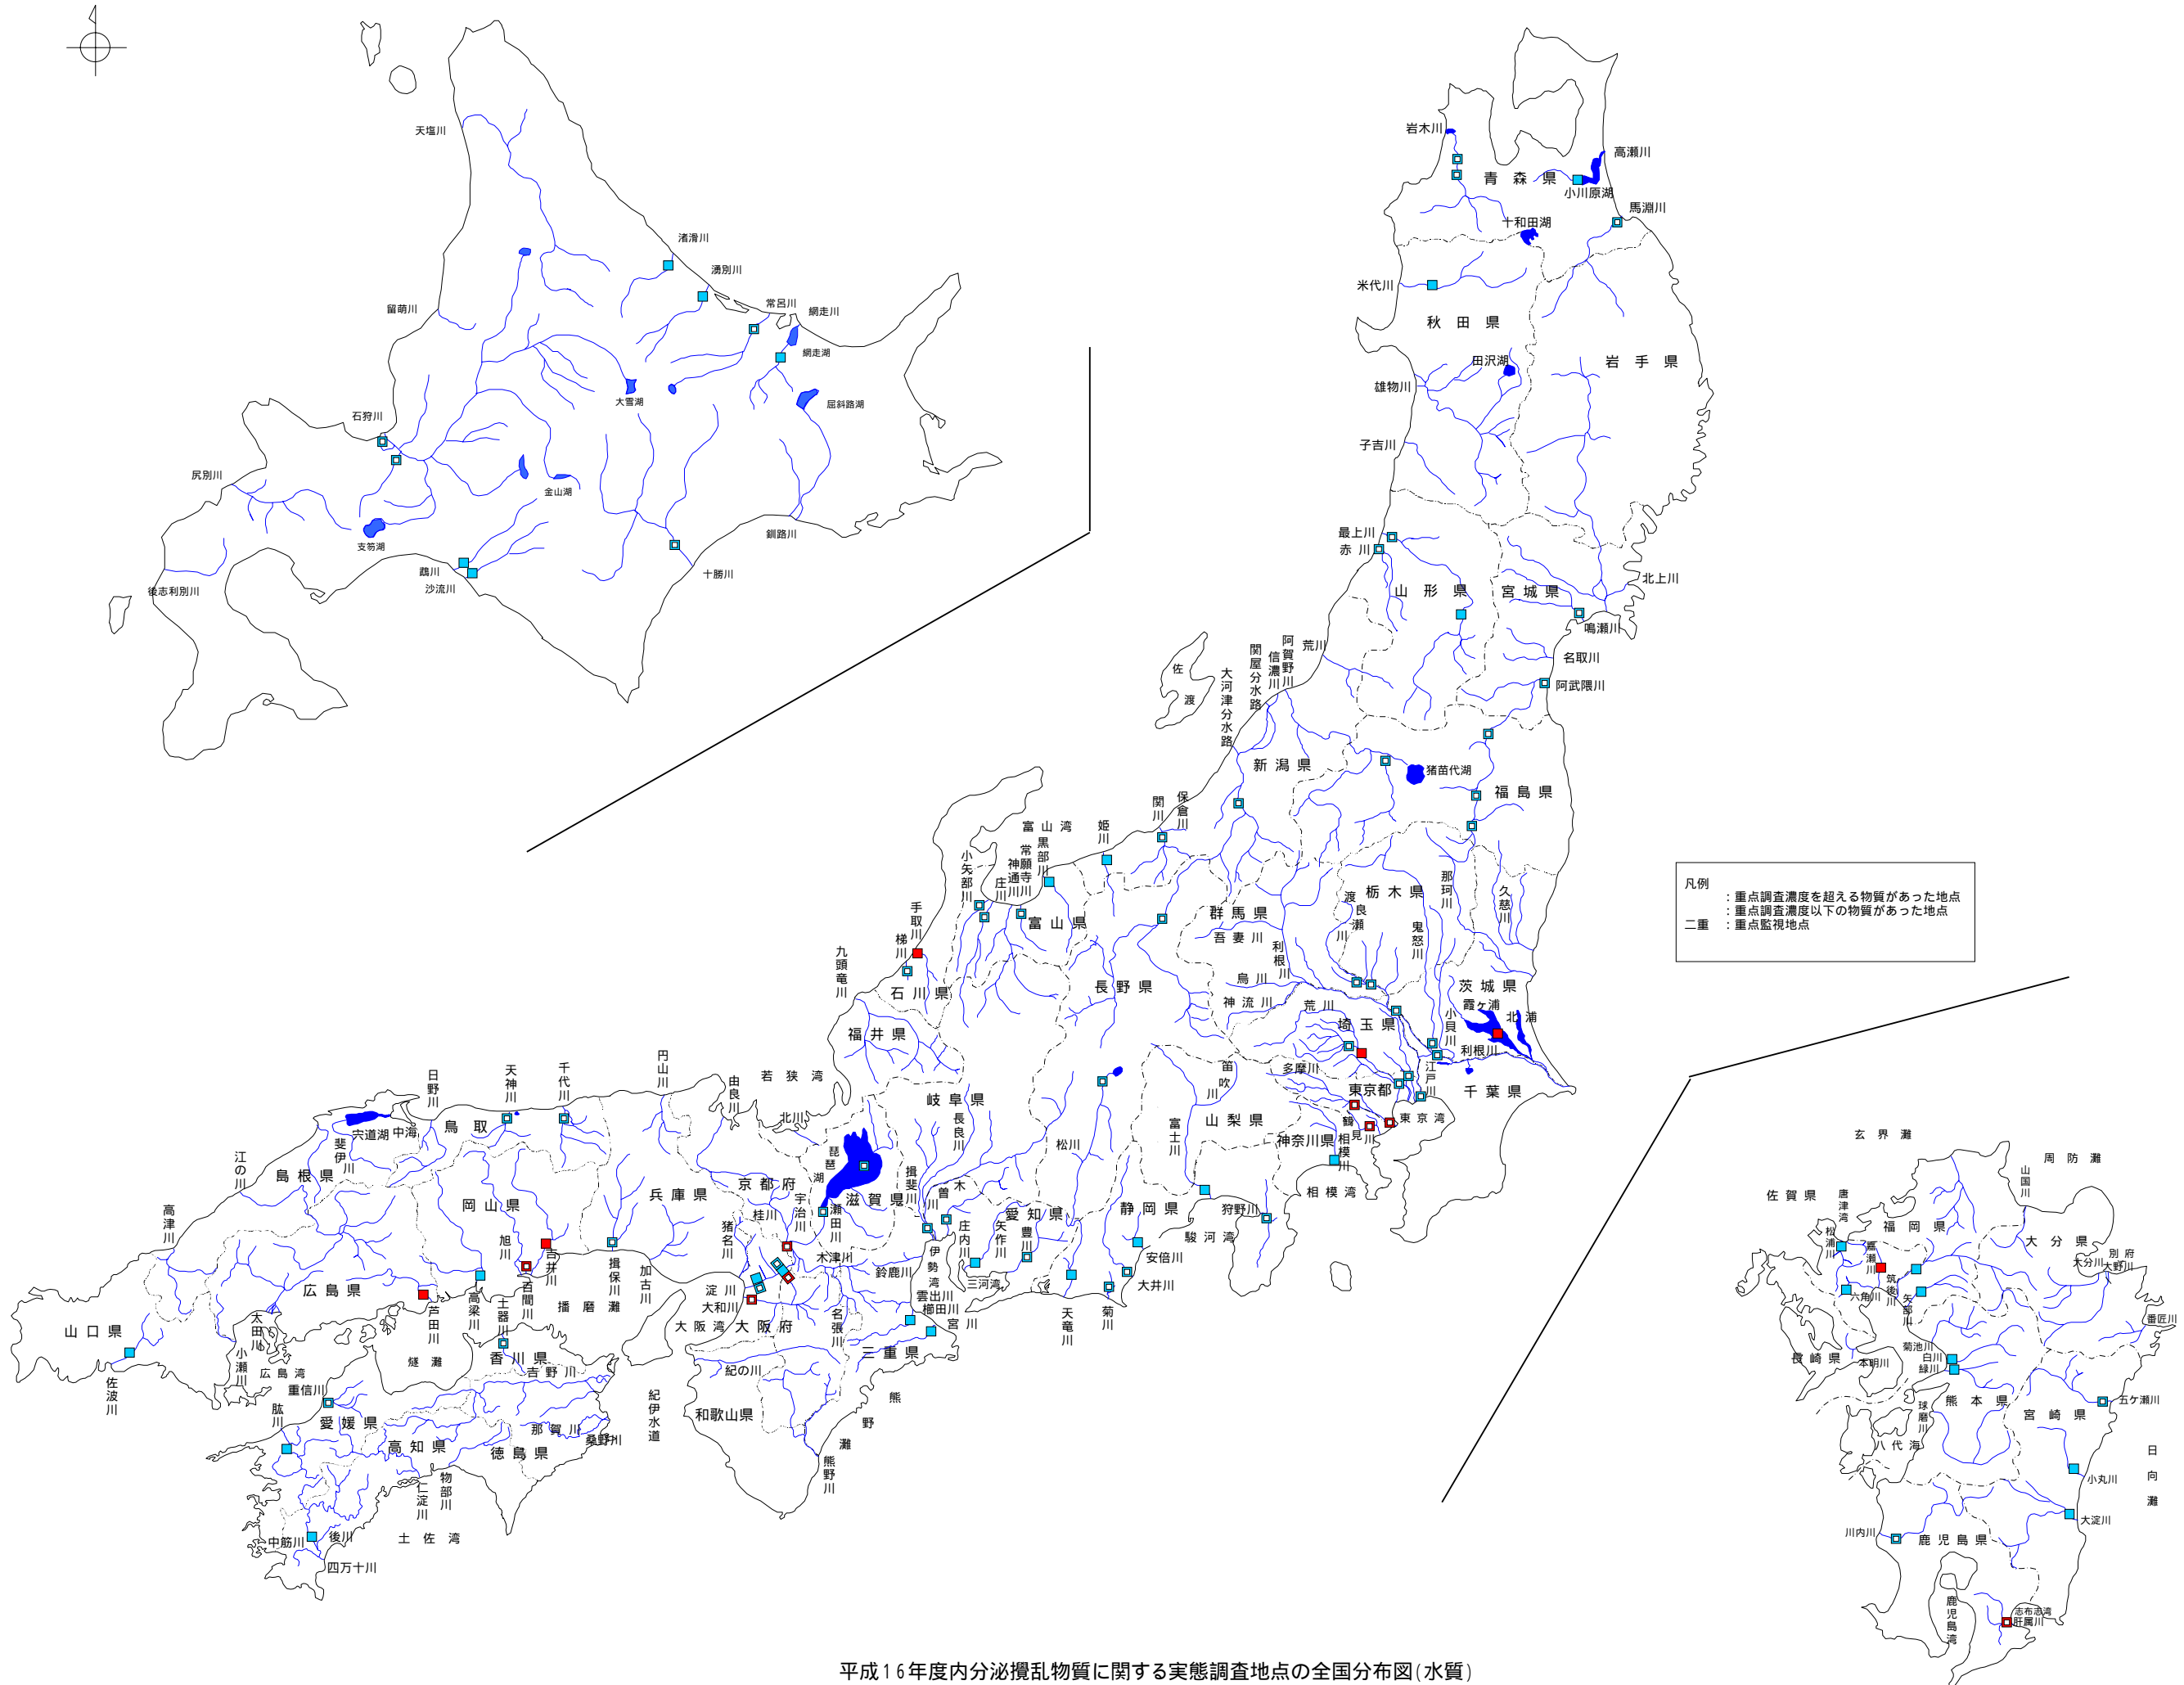 天塩川
渚滑川
湧別川
常呂川
網走川
網走湖
留萌川
大雪湖
屈斜路湖
石狩川
尻別川
金山湖
支笏湖
釧路川
鵡川
沙流川
十勝川
後志利別川
岩木川
高瀬川
青森県
小川原湖
馬淵川
十和田湖
米代川
秋田県
田沢湖
岩手県
雄物川
子吉川
最上川
赤川
山形県
宮城県
北上川
鳴瀬川
名取川
阿武隈川
荒川
阿賀野川
信濃川
関屋分水路
大河津分水路
佐渡
新潟県
猪苗代湖
福島県
保倉川
関川
姫川
富山湾
黒部川
常願寺川
神通川
庄川
小矢部川
富山県
手取川
梯川
石川県
九頭竜川
福井県
群馬県
吾妻川
利根川
烏川
神流川
渡良瀬川
栃木県
那珂川
久慈川
鬼怒川
茨城県
霞ヶ浦
北浦
小貝川
利根川
荒川
埼玉県
多摩川
東京都
江戸川
千葉県
東京湾
鶴見川
神奈川県
相模川
相模湾
長野県
笛吹川
山梨県
富士川
岐阜県
長良川
松川
揖斐川
木曽川
愛知県
庄内川
矢作川
豊川
静岡県
狩野川
駿河湾
安倍川
大井川
菊川
天竜川
三河湾
伊勢湾
鈴鹿川
雲出川
櫛田川
宮川
三重県
名張川
木津川
若狭湾
北川
由良川
円山川
琵琶湖
滋賀県
瀬田川
宇治川
京都府
桂川
猪名川
淀川
大和川
大阪湾
大阪府
兵庫県
加古川
揖保川
播磨灘
紀の川
和歌山県
紀伊水道
熊野灘
熊野川
千代川
天神川
日野川
鳥取
中海
宍道湖
斐伊川
島根県
江の川
高津川
岡山県
旭川
吉井川
百間川
高梁川
芦田川
広島県
太田川
小瀬川
広島湾
山口県
佐波川
燧灘
土器川
香川県
吉野川
重信川
肱川
愛媛県
高知県
徳島県
那賀川
桑野川
物部川
仁淀川
土佐湾
中筋川
後川
四万十川
凡例
：重点調査濃度を超える物質があった地点
：重点調査濃度以下の物質があった地点
二重 ：重点監視地点
玄界灘
周防灘
山国川
佐賀県
唐津湾
松浦川
福岡県
嘉瀬川
筑後川
六角川
矢部川
大分県
別府
大分川
大野川
番匠川
菊池川
白川
緑川
長崎県
本明川
熊本県
球磨川
八代海
宮崎県
五ケ瀬川
小丸川
日向灘
大淀川
川内川
鹿児島県
鹿児島湾
志布志湾
肝属川
平成16年度内分泌攪乱物質に関する実態調査地点の全国分布図(水質)